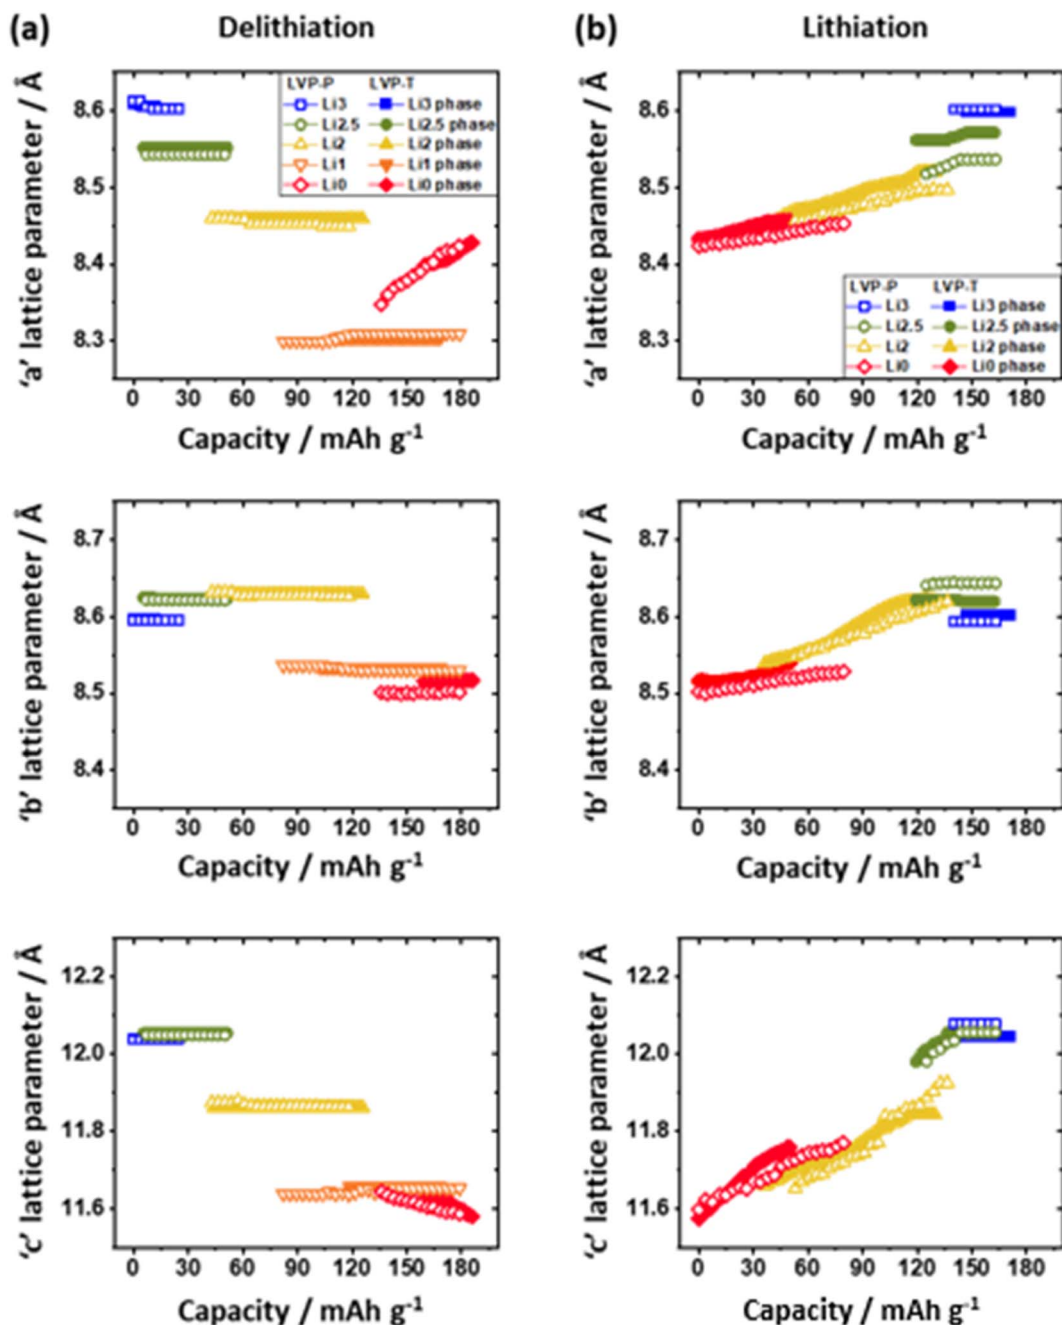 (a) Delithiation
'a' lattice parameter / Å
8.6
8.5
8.4
8.3
LVP-P LVP-T
Li3 Li3 phase
Li2.5 Li2.5 phase
Li2 Li2 phase
Li1 Li1 phase
Li0 Li0 phase
0 30 60 90 120 150 180
Capacity / mAh g⁻¹
(b) Lithiation
'a' lattice parameter / Å
8.6
8.5
8.4
8.3
LVP-P LVP-T
Li3 Li3 phase
Li2.5 Li2.5 phase
Li2 Li2 phase
Li0 Li0 phase
0 30 60 90 120 150 180
Capacity / mAh g⁻¹
'b' lattice parameter / Å
8.7
8.6
8.5
8.4
0 30 60 90 120 150 180
Capacity / mAh g⁻¹
'b' lattice parameter / Å
8.7
8.6
8.5
8.4
0 30 60 90 120 150 180
Capacity / mAh g⁻¹
'c' lattice parameter / Å
12.2
12.0
11.8
11.6
0 30 60 90 120 150 180
Capacity / mAh g⁻¹
'c' lattice parameter / Å
12.2
12.0
11.8
11.6
0 30 60 90 120 150 180
Capacity / mAh g⁻¹